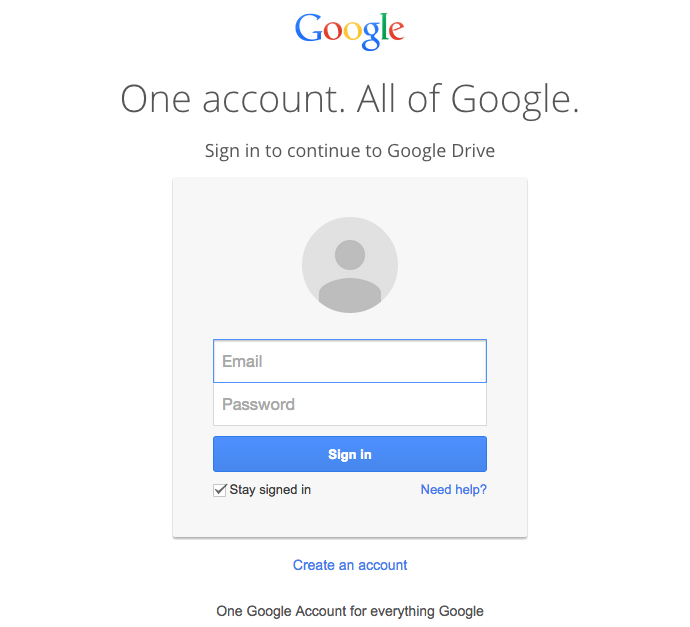 Google
One account. All of Google.
Sign in to continue to Google Drive
Email
Password
Sign in
Stay signed in Need help?
Create an account
One Google Account for everything Google